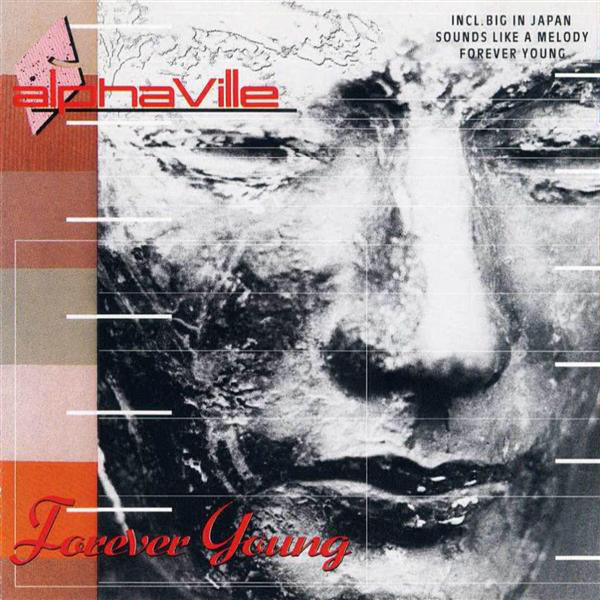 INCL.BIG IN JAPAN
SOUNDS LIKE A MELODY
FOREVER YOUNG
alphaVille
Forever Young